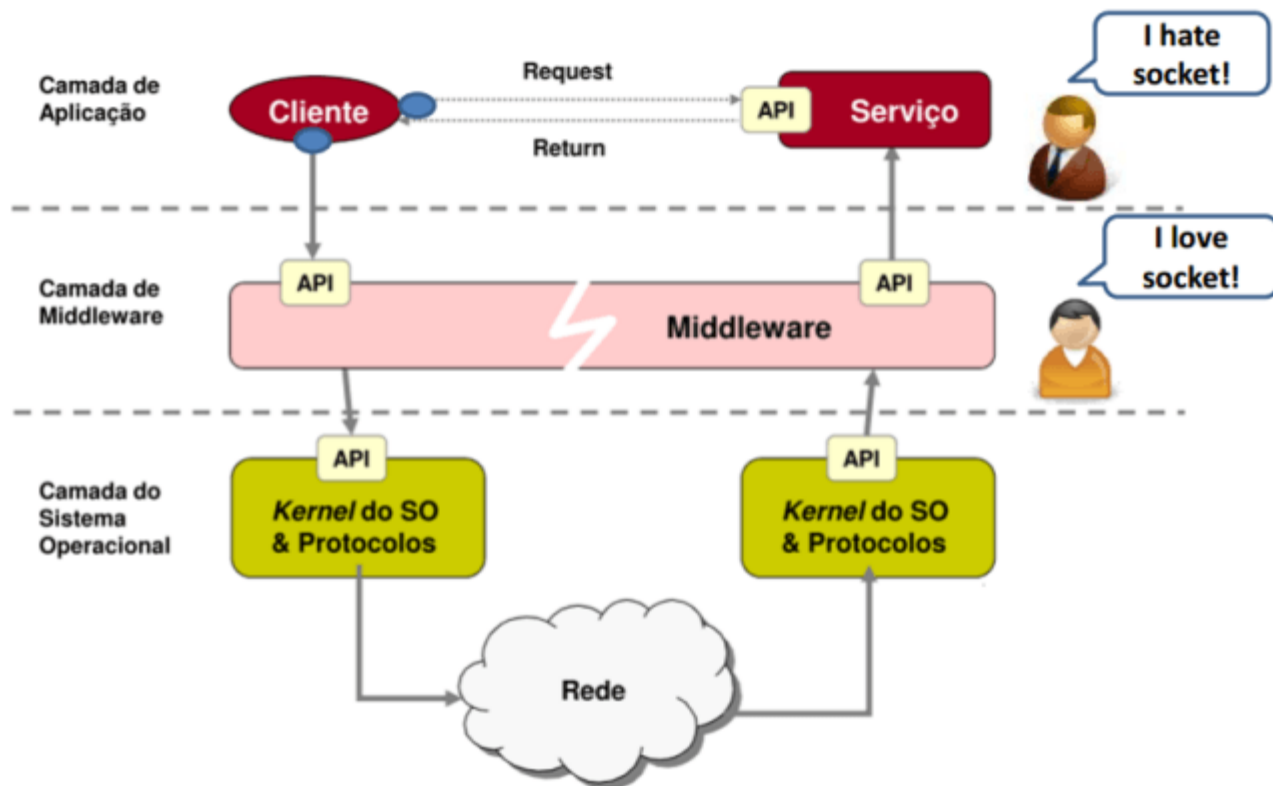 I hate
socket!
Camada de
Aplicação
Cliente
Request
API
Serviço
Return
I love
socket!
Camada de
Middleware
API
API
Middleware
Camada do
Sistema
Operacional
API
Kernel do SO
& Protocolos
API
Kernel do SO
& Protocolos
Rede